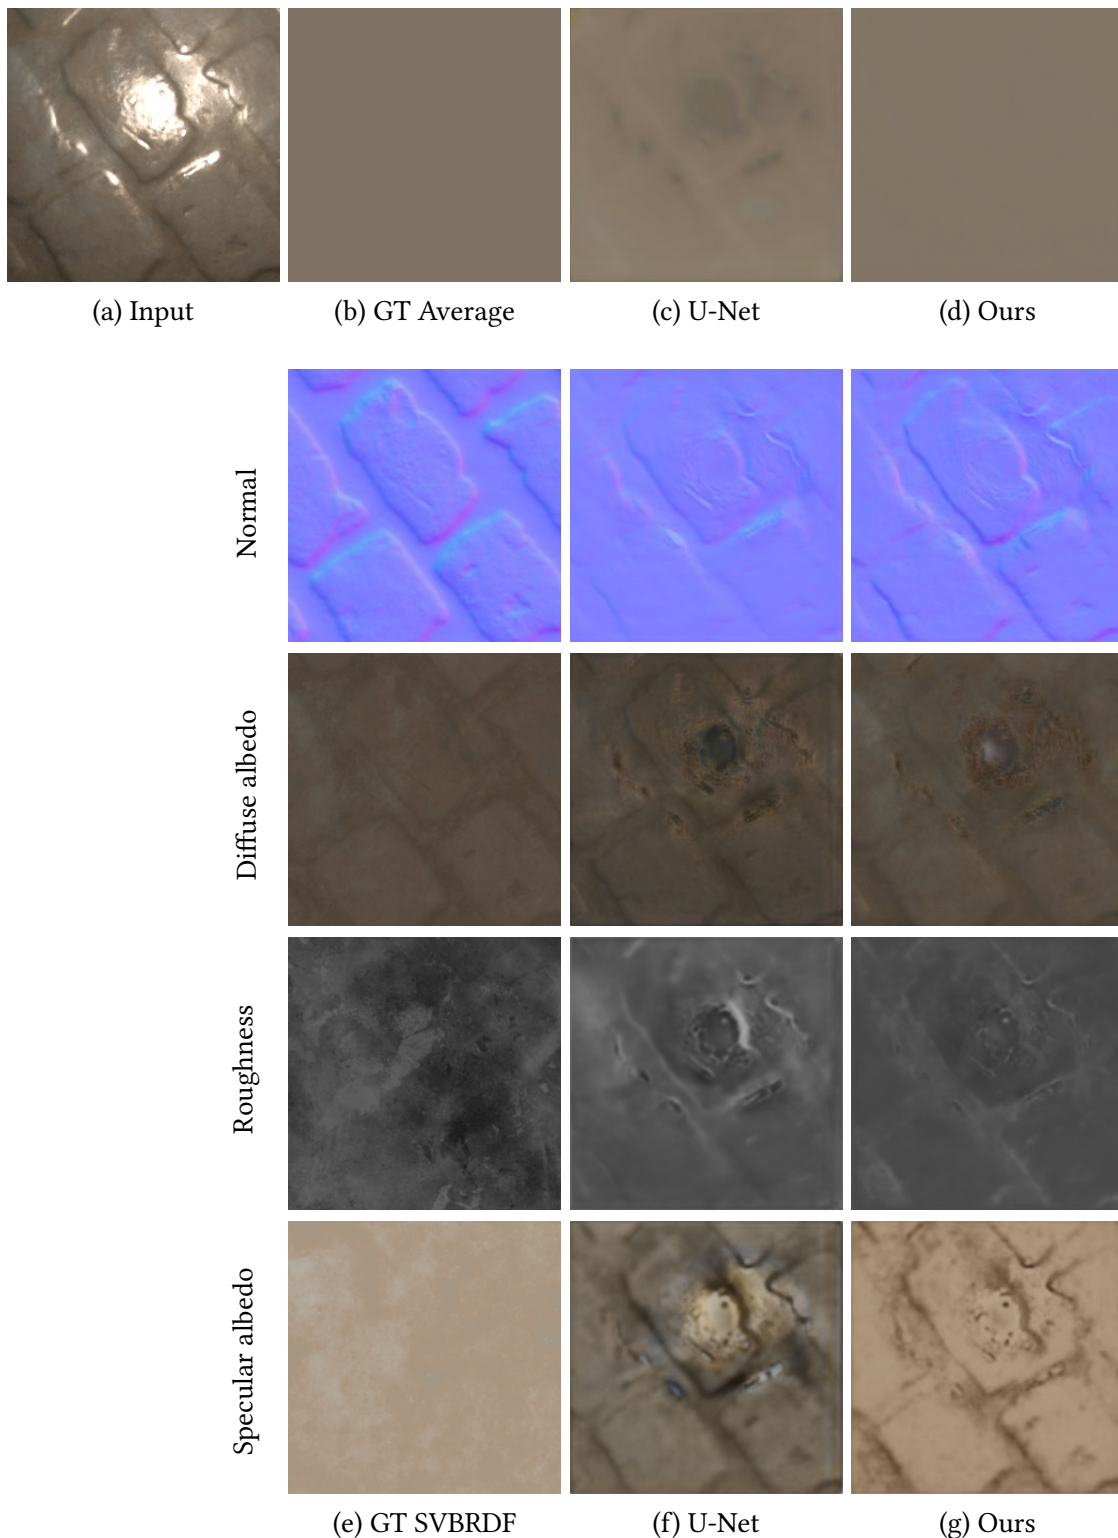 (a) Input
(b) GT Average
(c) U-Net
(d) Ours
Normal
Diffuse albedo
Roughness
Specular albedo
(e) GT SVBRDF
(f) U-Net
(g) Ours